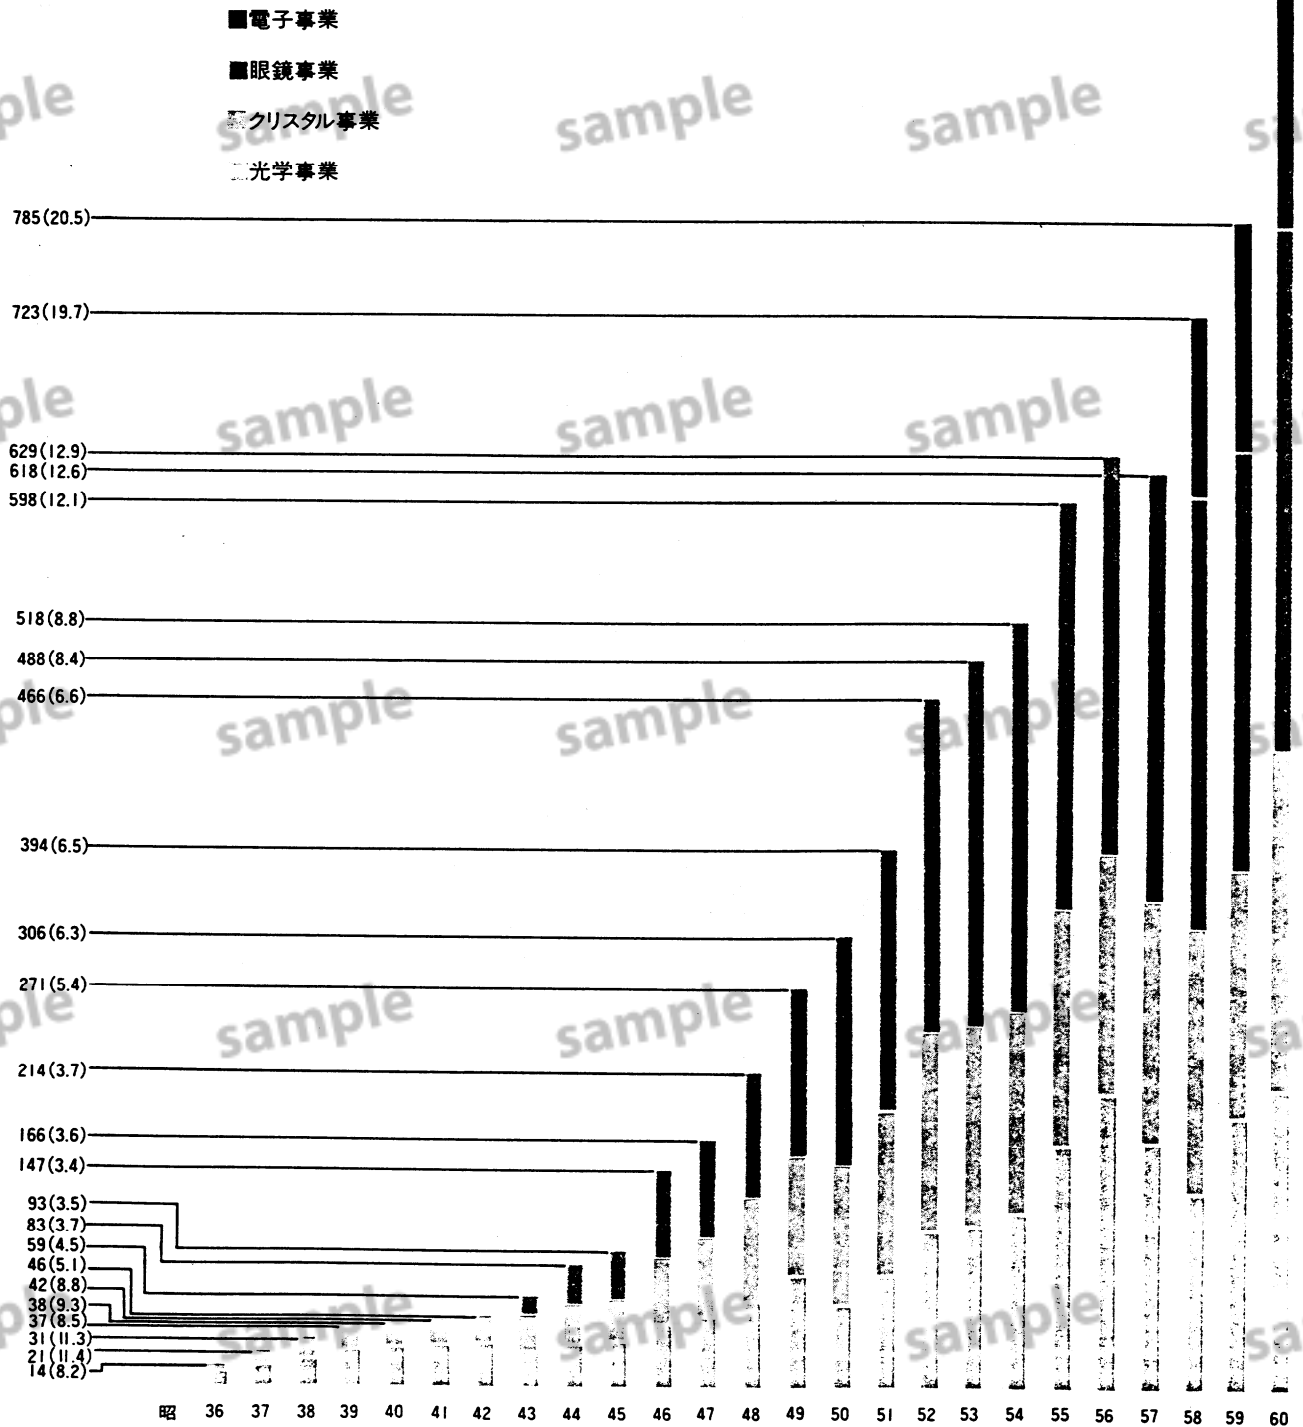 電子事業
眼鏡事業
クリスタル事業
光学事業
785(20.5)
723(19.7)
629(12.9)
618(12.6)
598(12.1)
518(8.8)
488(8.4)
466(6.6)
394(6.5)
306(6.3)
271(5.4)
214(3.7)
166(3.6)
147(3.4)
93(3.5)
83(3.7)
59(4.5)
46(5.1)
42(8.8)
38(9.3)
37(8.5)
31(11.3)
21(11.4)
14(8.2)
昭 36 37 38 39 40 41 42 43 44 45 46 47 48 49 50 51 52 53 54 55 56 57 58 59 60
sample sample sample
sample sample sample
sample sample sample
sample sample sample
sample sample sample